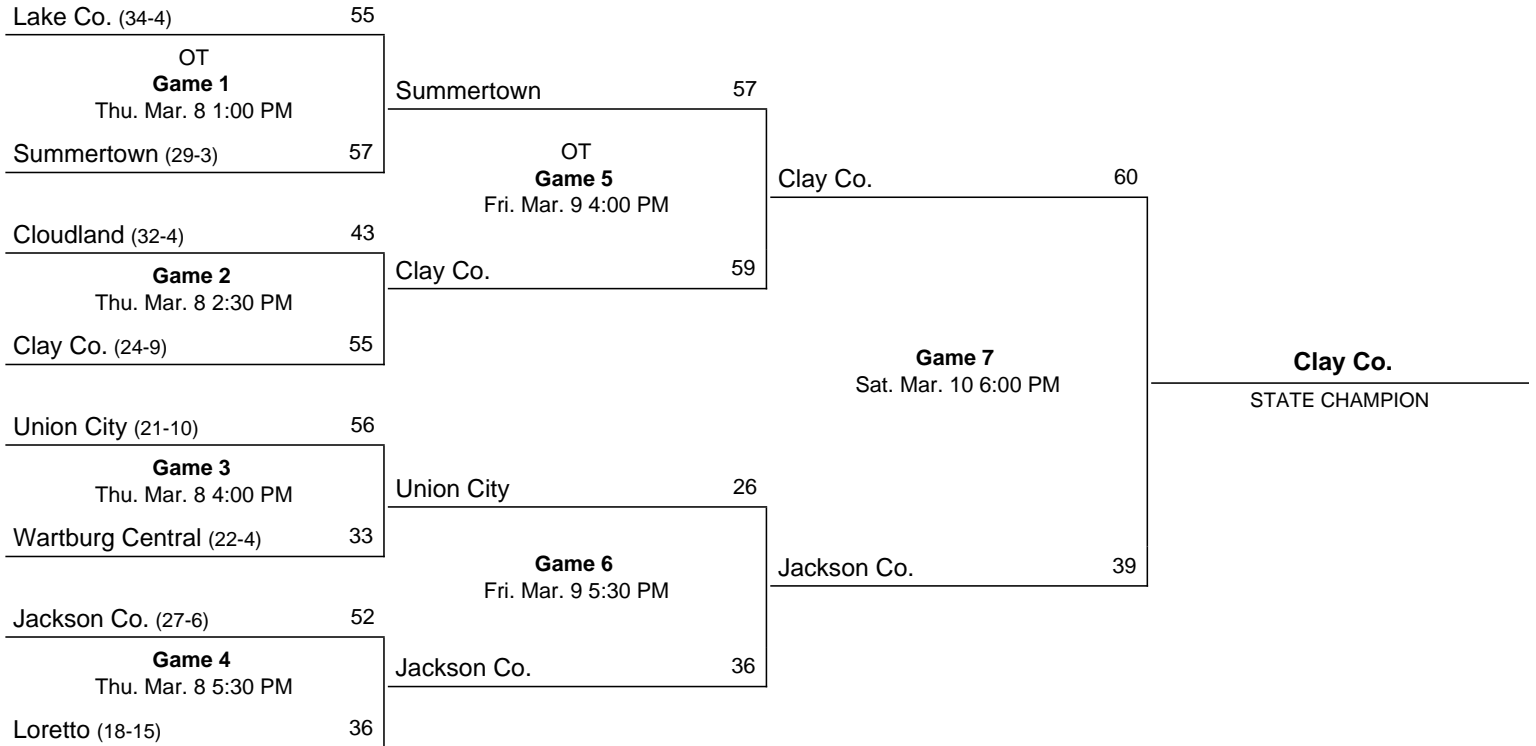 Lake Co. (34-4) 55
OT
Game 1
Thu. Mar. 8 1:00 PM
Summertown (29-3) 57
Cloudland (32-4) 43
Game 2
Thu. Mar. 8 2:30 PM
Clay Co. (24-9) 55
Union City (21-10) 56
Game 3
Thu. Mar. 8 4:00 PM
Wartburg Central (22-4) 33
Jackson Co. (27-6) 52
Game 4
Thu. Mar. 8 5:30 PM
Loretto (18-15) 36
Summertown 57
OT
Game 5
Fri. Mar. 9 4:00 PM
Clay Co. 59
Union City 26
Game 6
Fri. Mar. 9 5:30 PM
Jackson Co. 36
Clay Co. 60
Game 7
Sat. Mar. 10 6:00 PM
Jackson Co. 39
Clay Co.
STATE CHAMPION